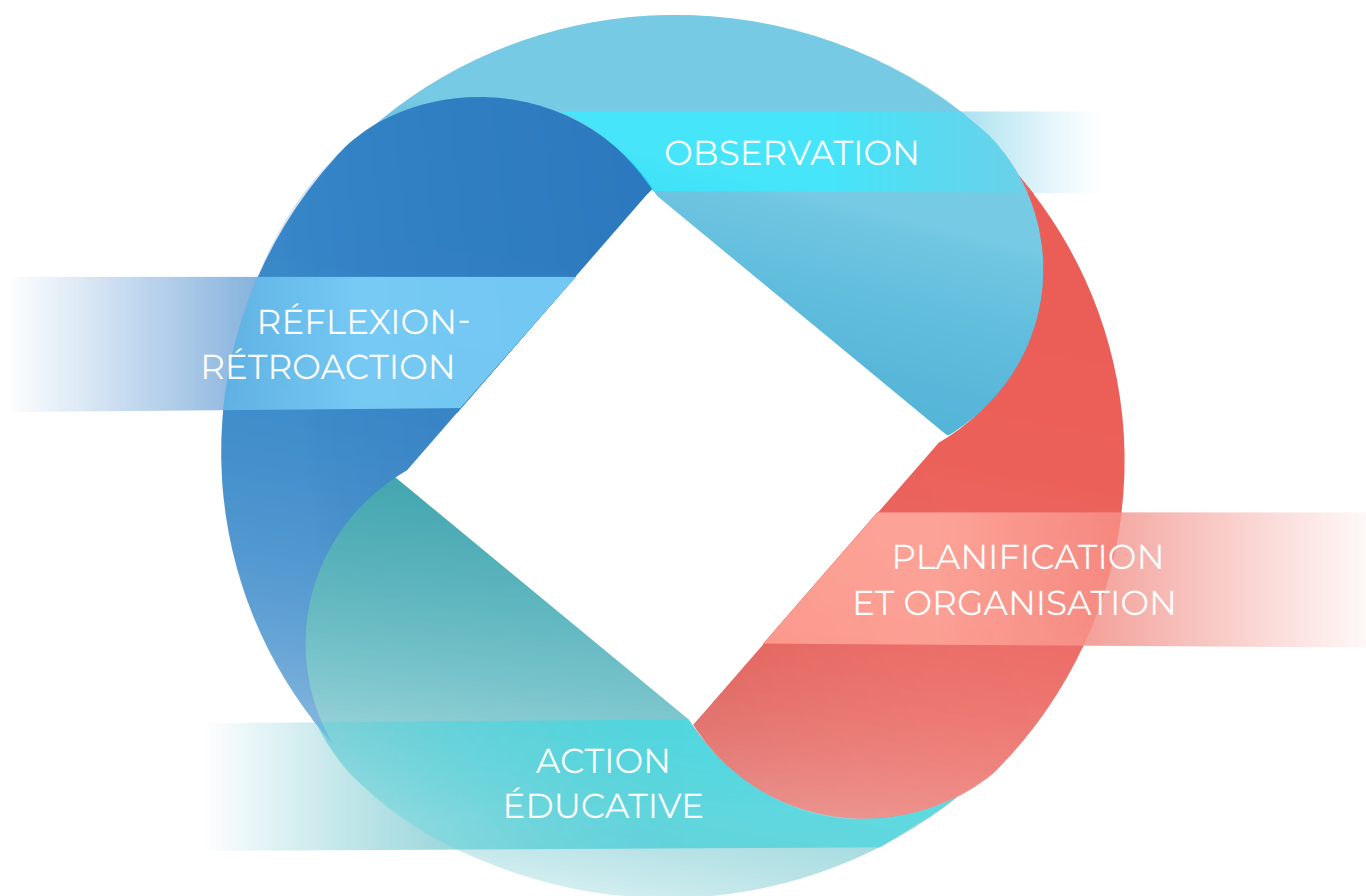 OBSERVATION
RÉFLEXION-
RÉTROACTION
PLANIFICATION
ET ORGANISATION
ACTION
ÉDUCATIVE